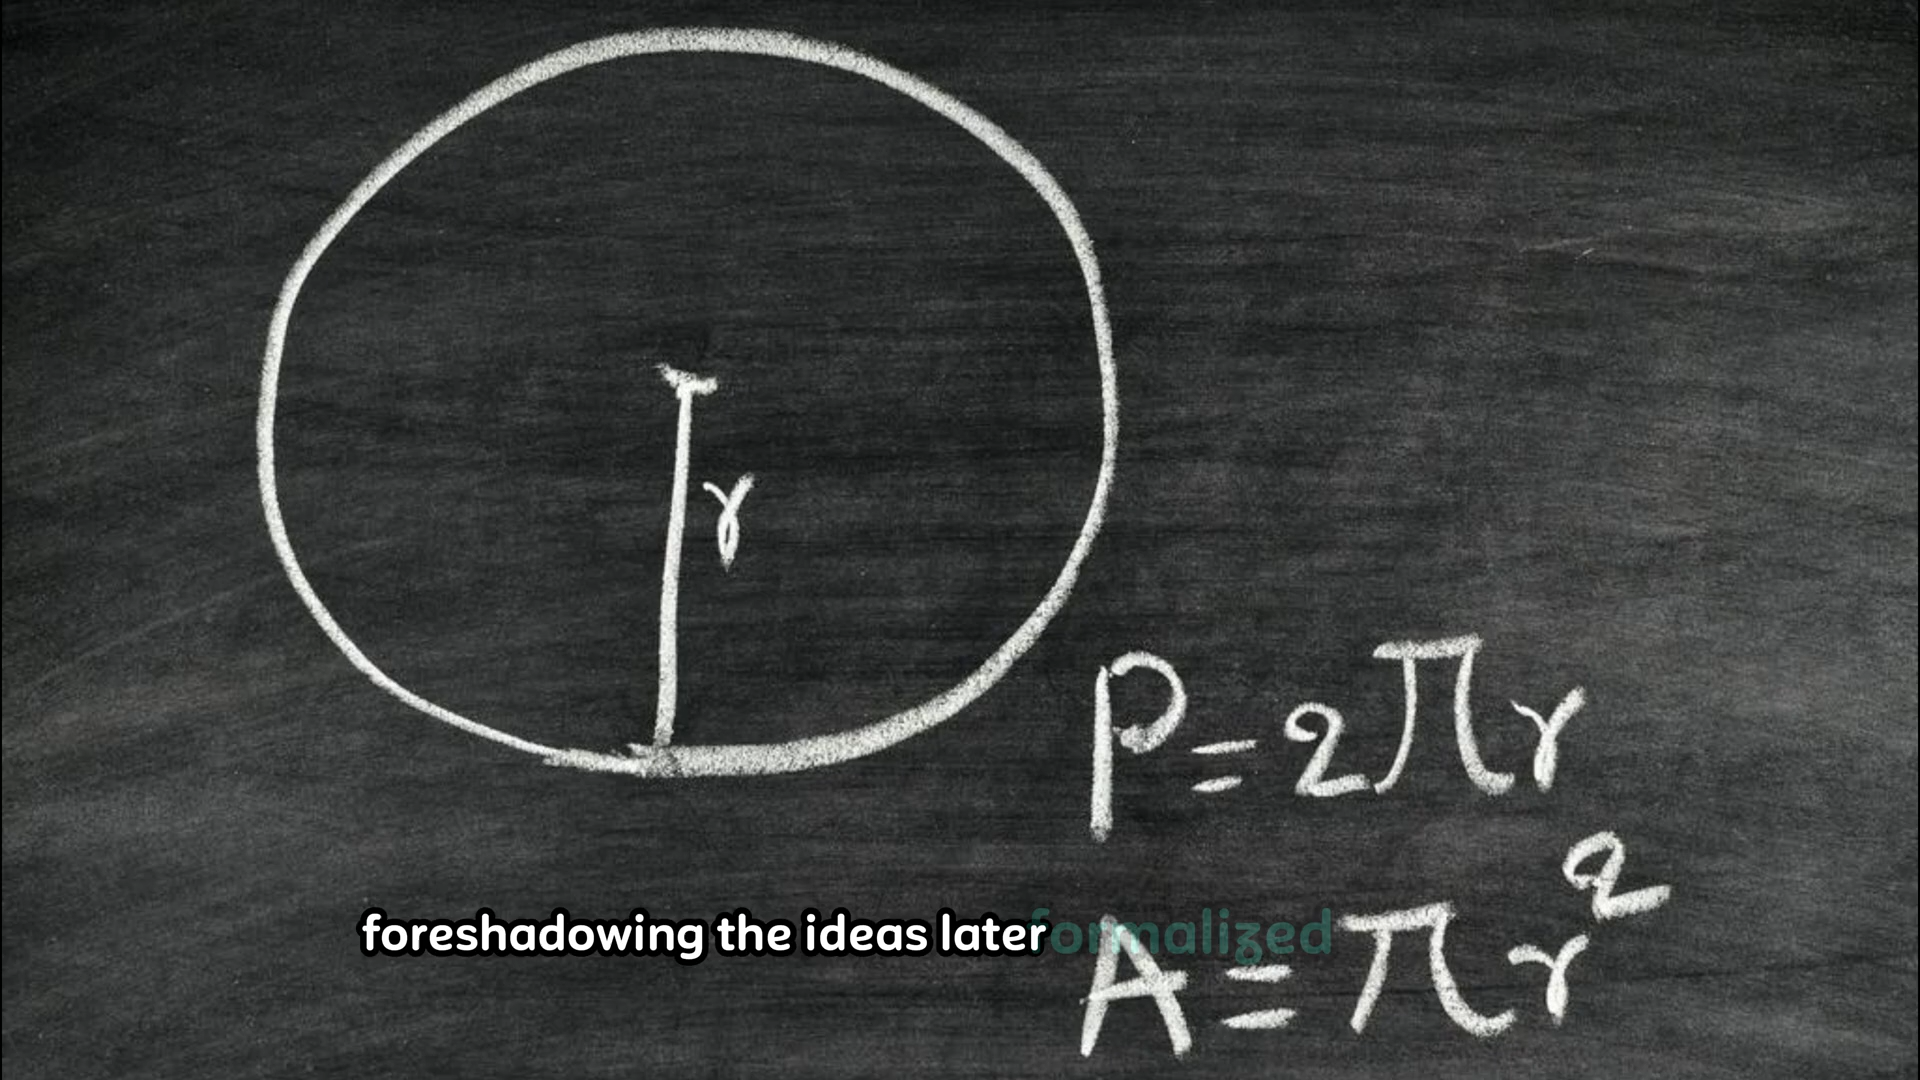 r
P=2πr
A=πr²
foreshadowing the ideas later formalized